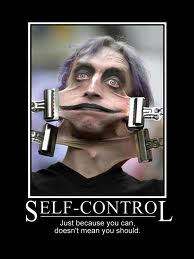 SELF-CONTROL
Just because you can,
doesn't mean you should.